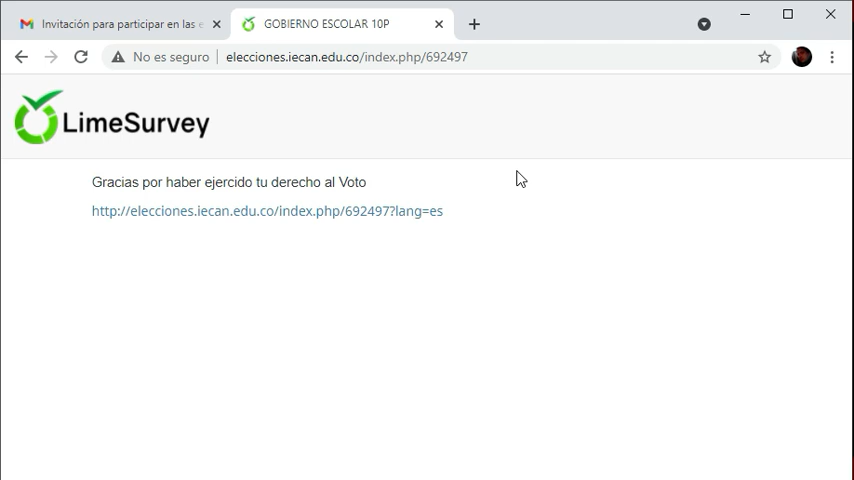 Invitación para participar en las e
GOBIERNO ESCOLAR 10P
No es seguro
elecciones.iecan.edu.co/index.php/692497
LimeSurvey
Gracias por haber ejercido tu derecho al Voto
http://elecciones.iecan.edu.co/index.php/692497?lang=es